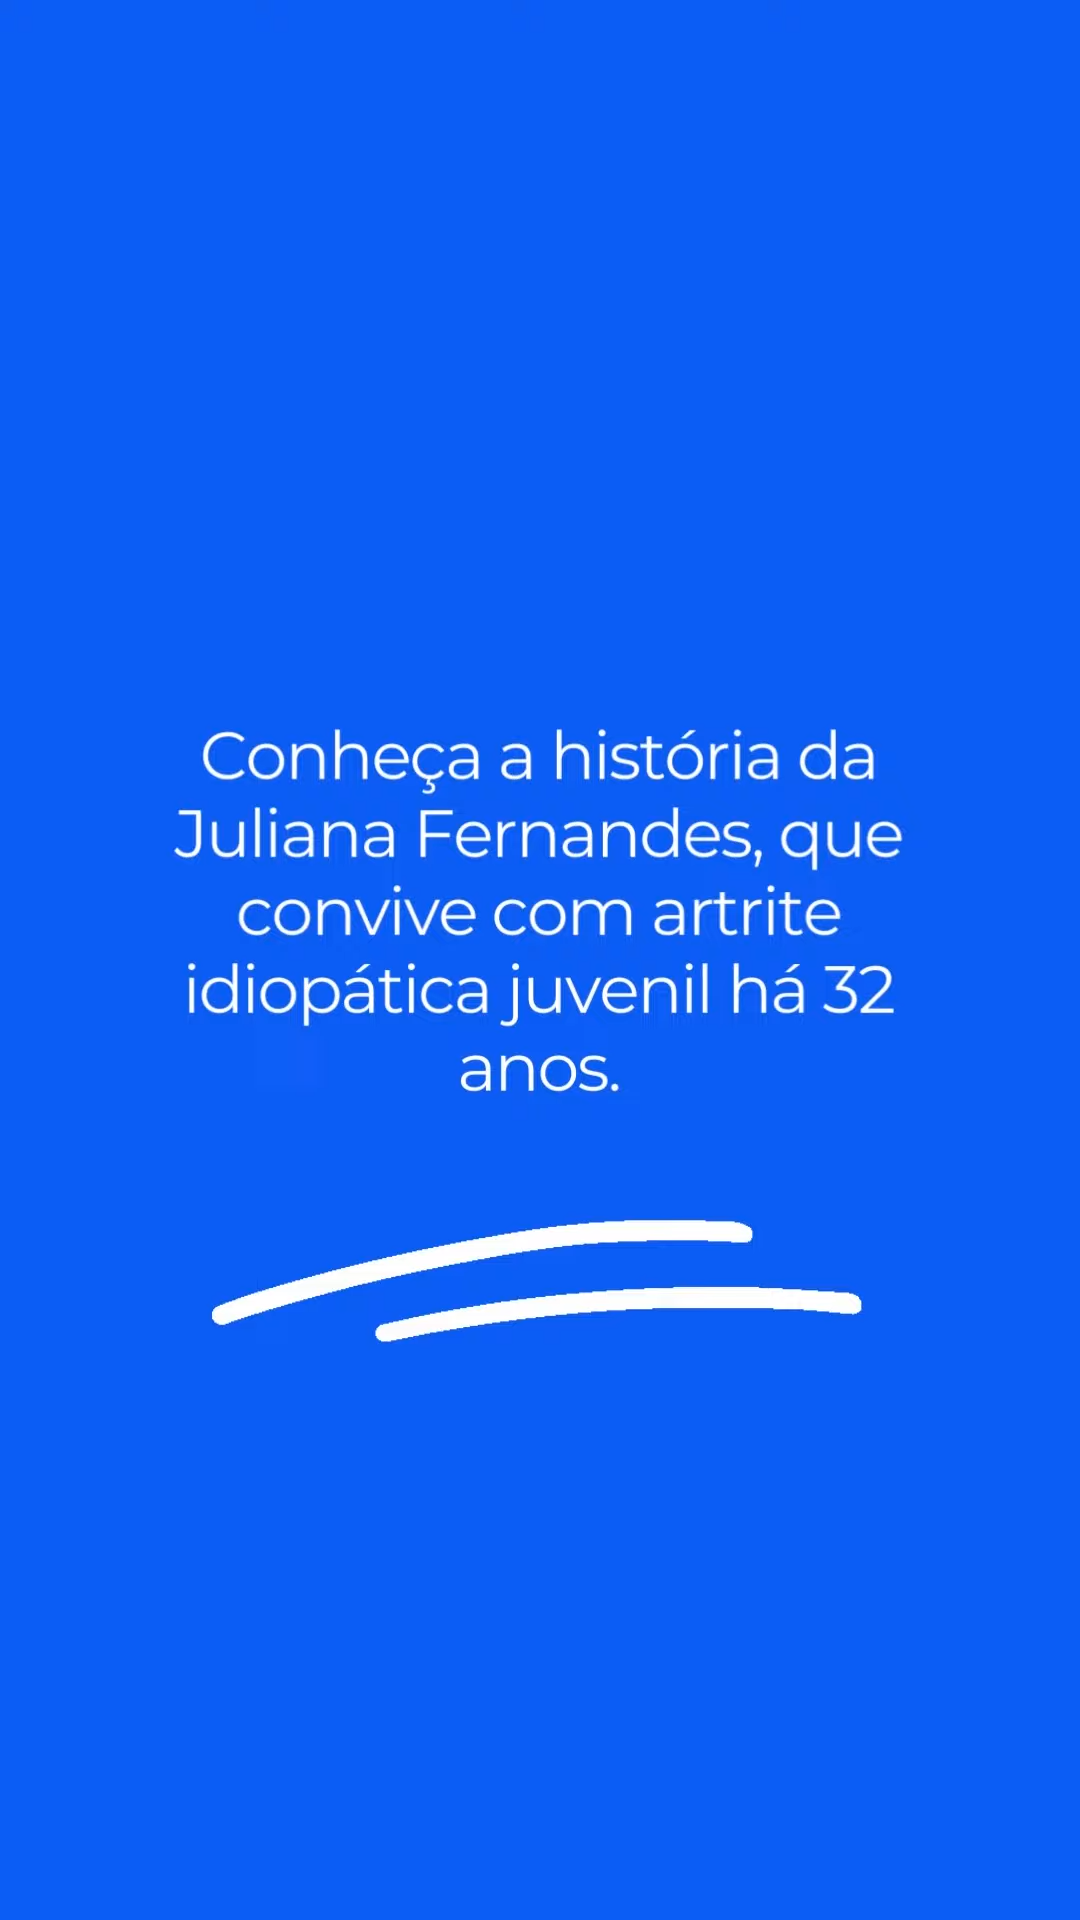 Conheça a história da
Juliana Fernandes, que
convive com artrite
idiopática juvenil há 32
anos.